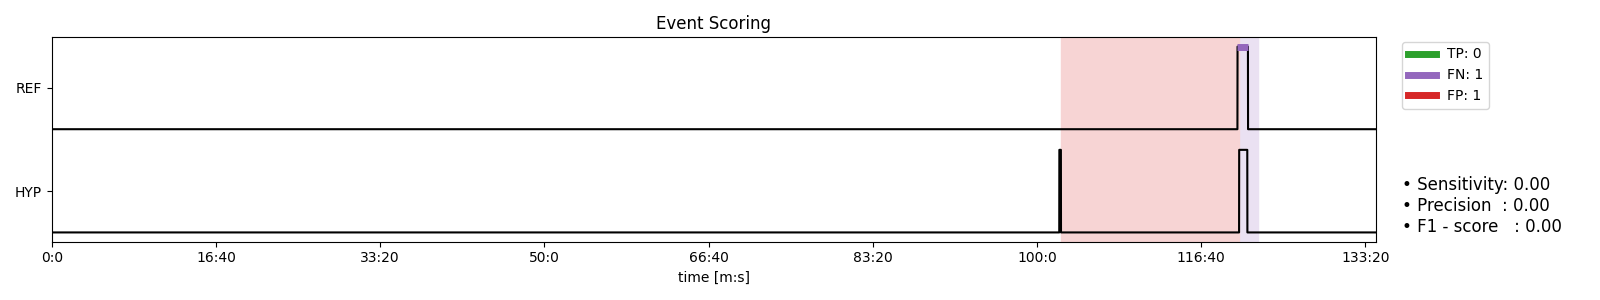 Event Scoring
REF
HYP
0:0
16:40
33:20
50:0
66:40
83:20
100:0
116:40
133:20
time [m:s]
TP: 0
FN: 1
FP: 1
• Sensitivity: 0.00
• Precision : 0.00
• F1 - score : 0.00